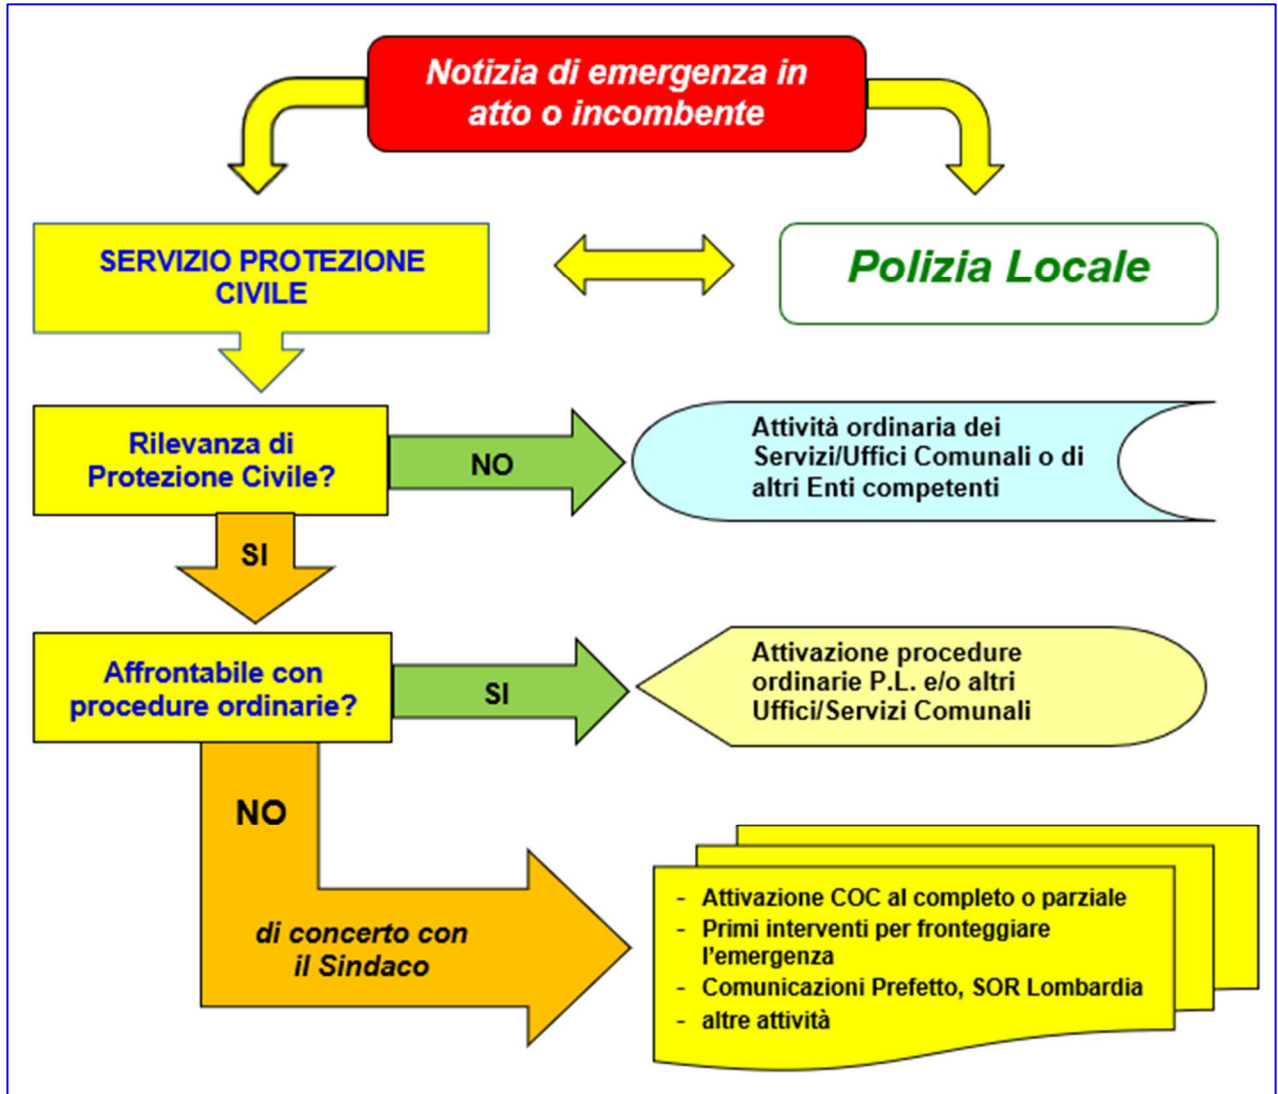 Notizia di emergenza in
atto o incombente
SERVIZIO PROTEZIONE
CIVILE
Polizia Locale
Rilevanza di
Protezione Civile?
NO
Attività ordinaria dei
Servizi/Uffici Comunali o di
altri Enti competenti
SI
Affrontabile con
procedure ordinarie?
SI
Attivazione procedure
ordinarie P.L. e/o altri
Uffici/Servizi Comunali
NO
di concerto con
il Sindaco
- Attivazione COC al completo o parziale
- Primi interventi per fronteggiare
l’emergenza
- Comunicazioni Prefetto, SOR Lombardia
- altre attività